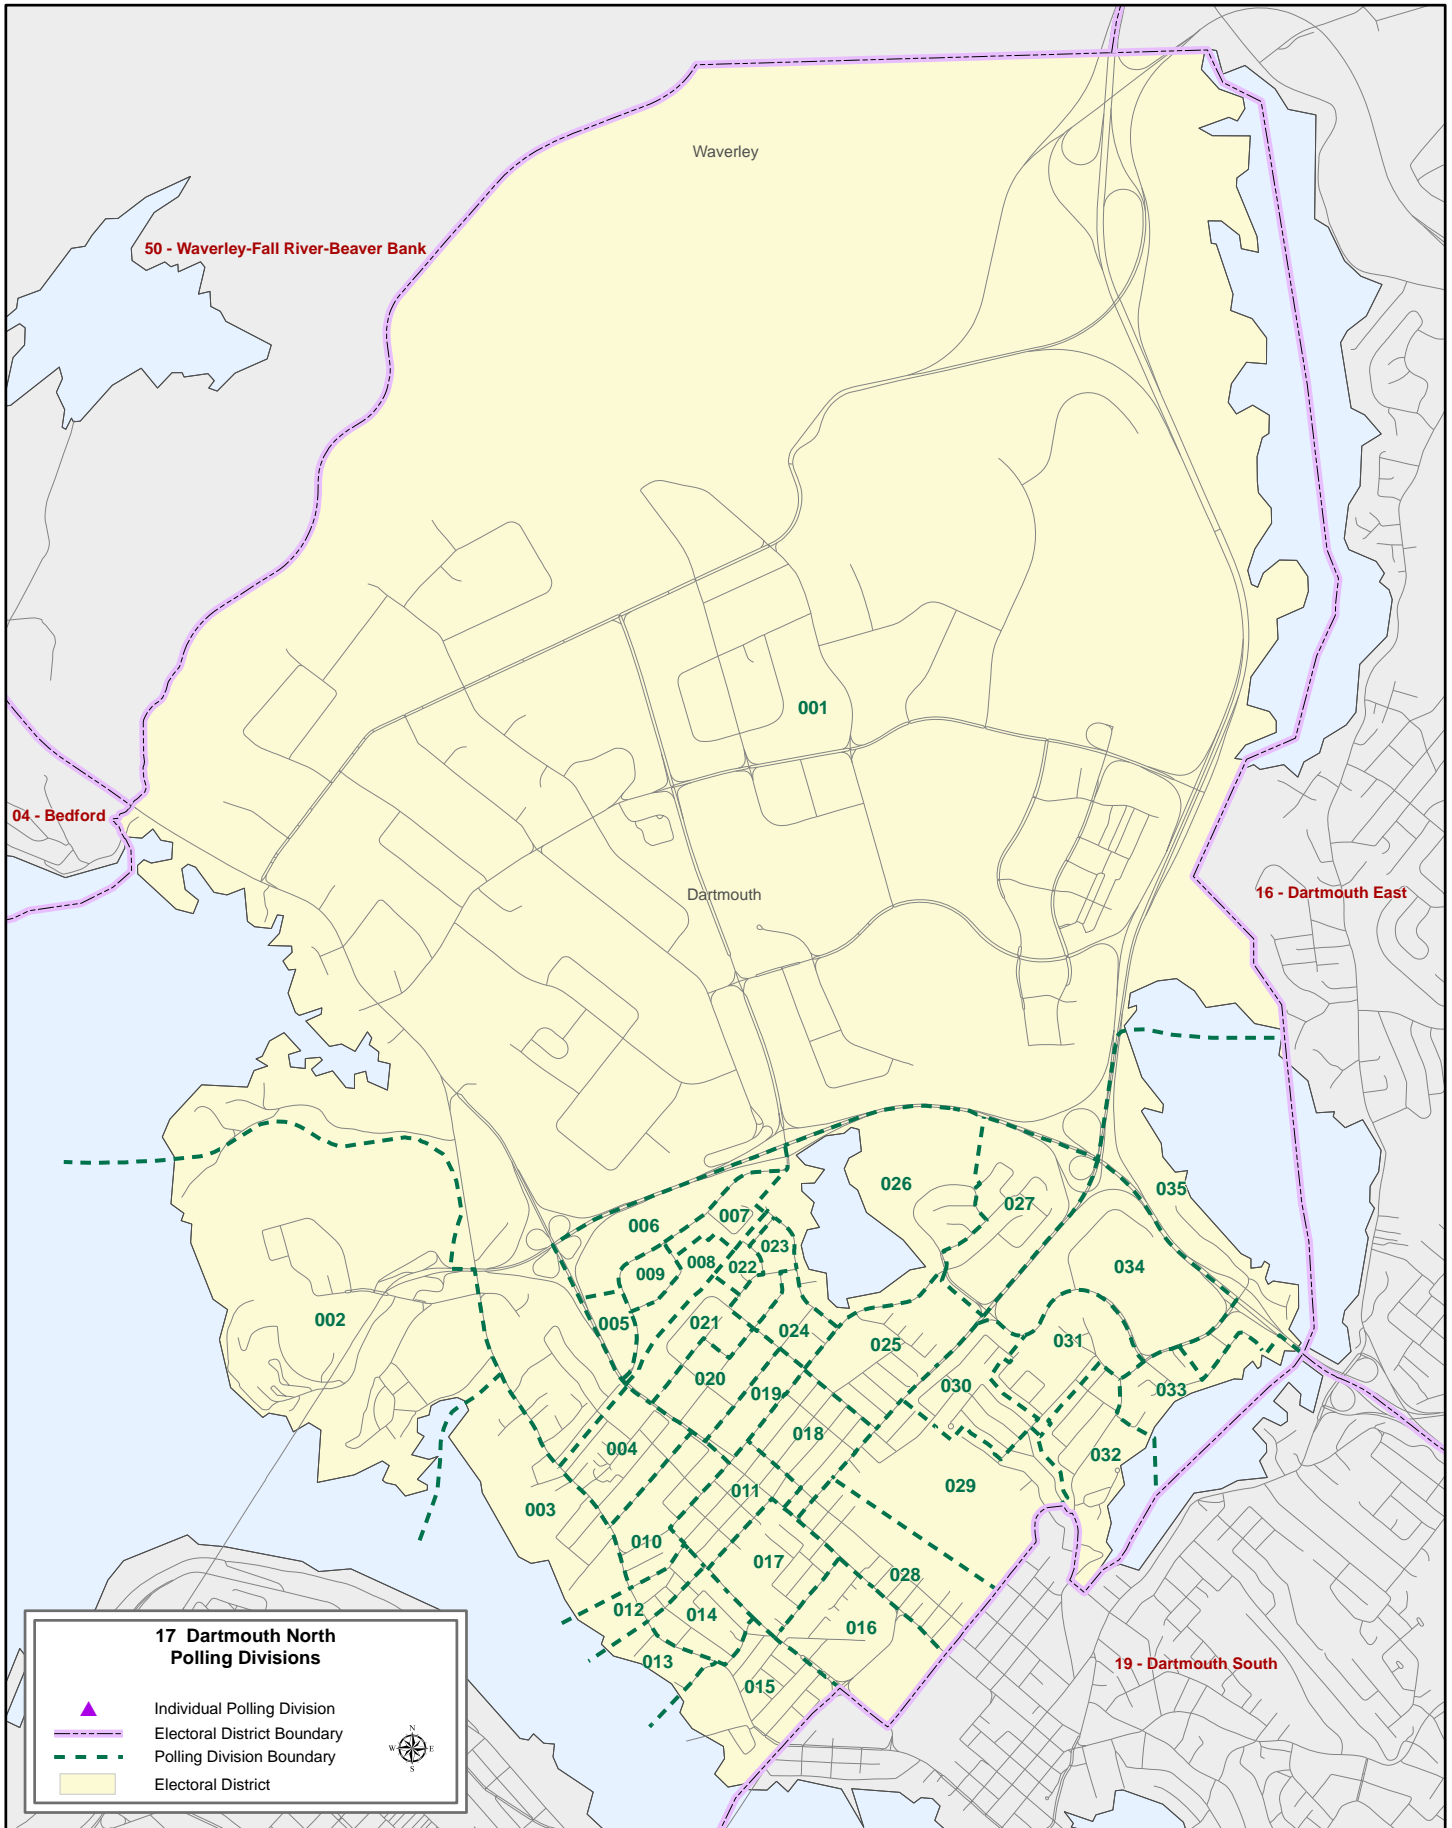 Waverley
50 - Waverley-Fall River-Beaver Bank
001
04 - Bedford
Dartmouth
16 - Dartmouth East
026
035
027
007
006
023
008
022
009
034
002
005
021
024
031
025
020
030
033
019
018
004
032
029
011
003
010
017
028
012
014
016
013
19 - Dartmouth South
015
17 Dartmouth North
Polling Divisions
Individual Polling Division
Electoral District Boundary
Polling Division Boundary
Electoral District
N
W E
S